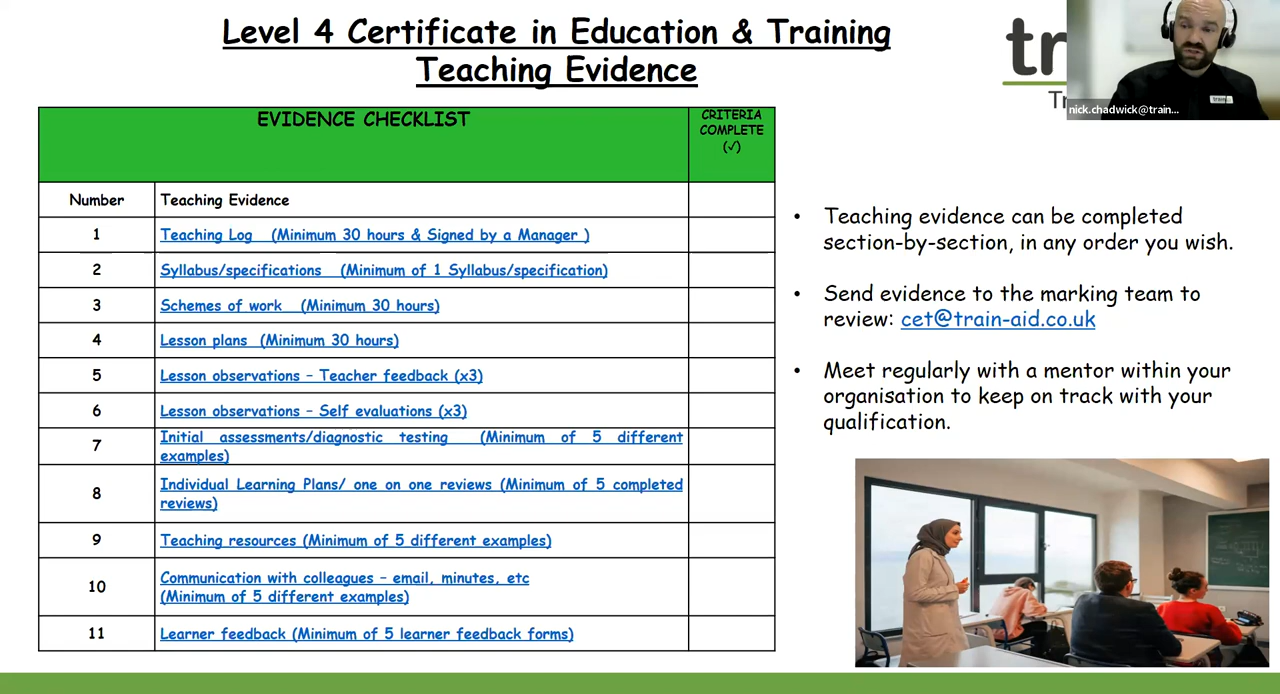 Level 4 Certificate in Education & Training
Teaching Evidence
tr
Tr
nick.chadwick@train...
train
EVIDENCE CHECKLIST
CRITERIA
COMPLETE
(✓)
Number
Teaching Evidence
1
Teaching Log (Minimum 30 hours & Signed by a Manager )
2
Syllabus/specifications (Minimum of 1 Syllabus/specification)
3
Schemes of work (Minimum 30 hours)
4
Lesson plans (Minimum 30 hours)
5
Lesson observations – Teacher feedback (x3)
6
Lesson observations – Self evaluations (x3)
7
Initial assessments/diagnostic testing (Minimum of 5 different
examples)
8
Individual Learning Plans/ one on one reviews (Minimum of 5 completed
reviews)
9
Teaching resources (Minimum of 5 different examples)
10
Communication with colleagues – email, minutes, etc
(Minimum of 5 different examples)
11
Learner feedback (Minimum of 5 learner feedback forms)
• Teaching evidence can be completed
section-by-section, in any order you wish.
• Send evidence to the marking team to
review: cet@train-aid.co.uk
• Meet regularly with a mentor within your
organisation to keep on track with your
qualification.